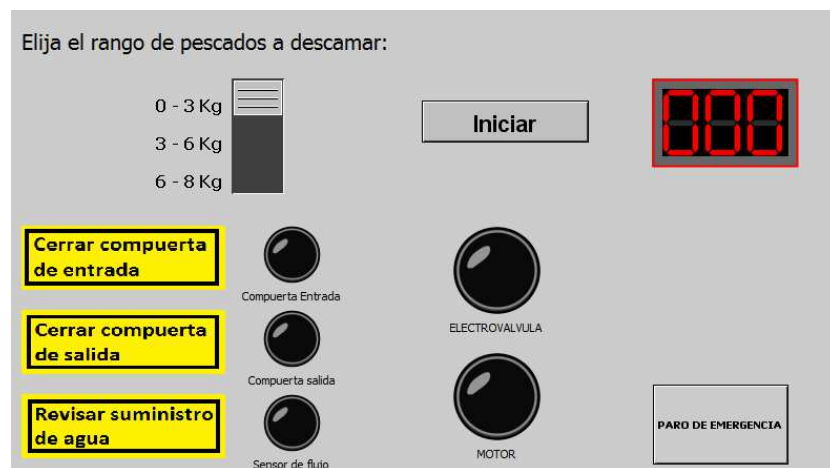 Elija el rango de pescados a descamar:
0 - 3 Kg
3 - 6 Kg
6 - 8 Kg
Iniciar
000
Cerrar compuerta
de entrada
Compuerta Entrada
ELECTROVALVULA
Cerrar compuerta
de salida
Compuerta salida
Revisar suministro
de agua
Sensor de flujo
MOTOR
PARO DE EMERGENCIA